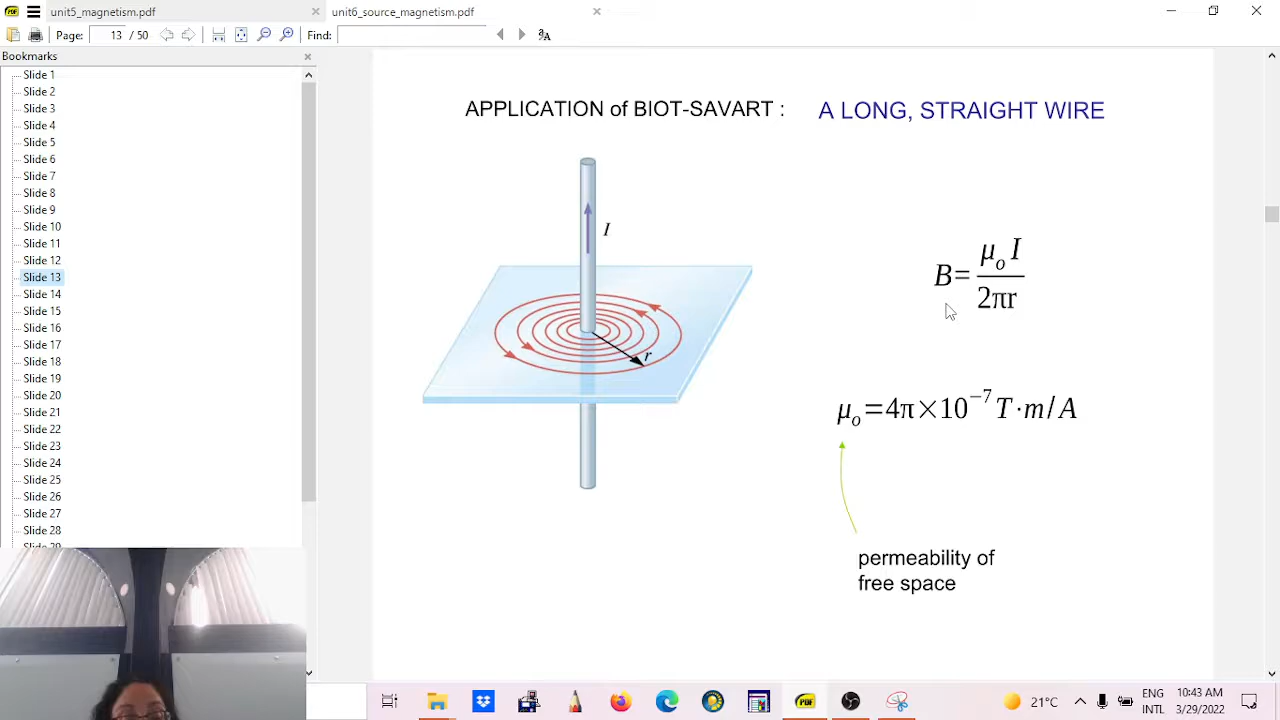 unit5_magnetism.pdf
unit6_source_magnetism.pdf
Page: 13 / 50
Find:
Bookmarks
Slide 1
Slide 2
Slide 3
Slide 4
Slide 5
Slide 6
Slide 7
Slide 8
Slide 9
Slide 10
Slide 11
Slide 12
Slide 13
Slide 14
Slide 15
Slide 16
Slide 17
Slide 18
Slide 19
Slide 20
Slide 21
Slide 22
Slide 23
Slide 24
Slide 25
Slide 26
Slide 27
Slide 28
APPLICATION of BIOT-SAVART : A LONG, STRAIGHT WIRE
I
r
B=μₒ I / 2πr
μₒ=4π×10⁻⁷ T·m/A
permeability of
free space
21°C
ENG
INTL
10:43 AM
3/29/2022